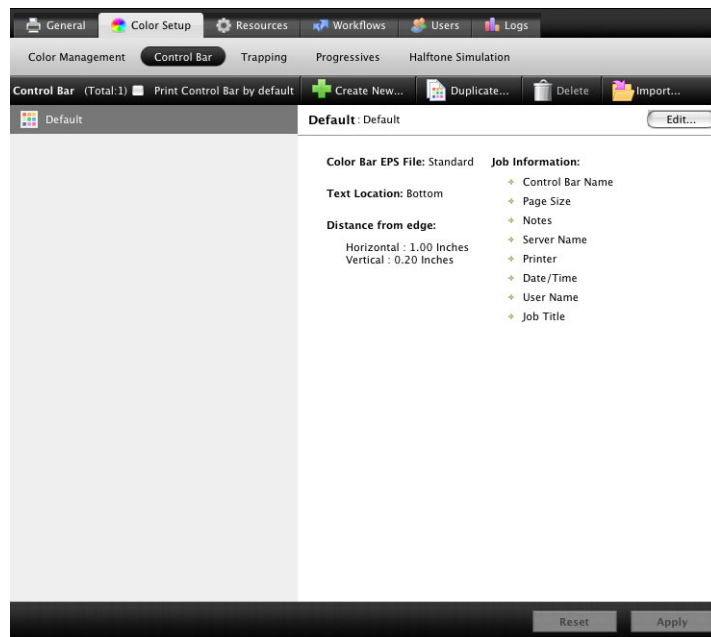 General Color Setup Resources Workflows Users Logs
Color Management Control Bar Trapping Progressives Halftone Simulation
Control Bar (Total:1) Print Control Bar by default Create New... Duplicate... Delete Import...
Default
Default : Default Edit...
Color Bar EPS File: Standard
Text Location: Bottom
Distance from edge:
Horizontal : 1.00 Inches
Vertical : 0.20 Inches
Job Information:
Control Bar Name
Page Size
Notes
Server Name
Printer
Date/Time
User Name
Job Title
Reset Apply